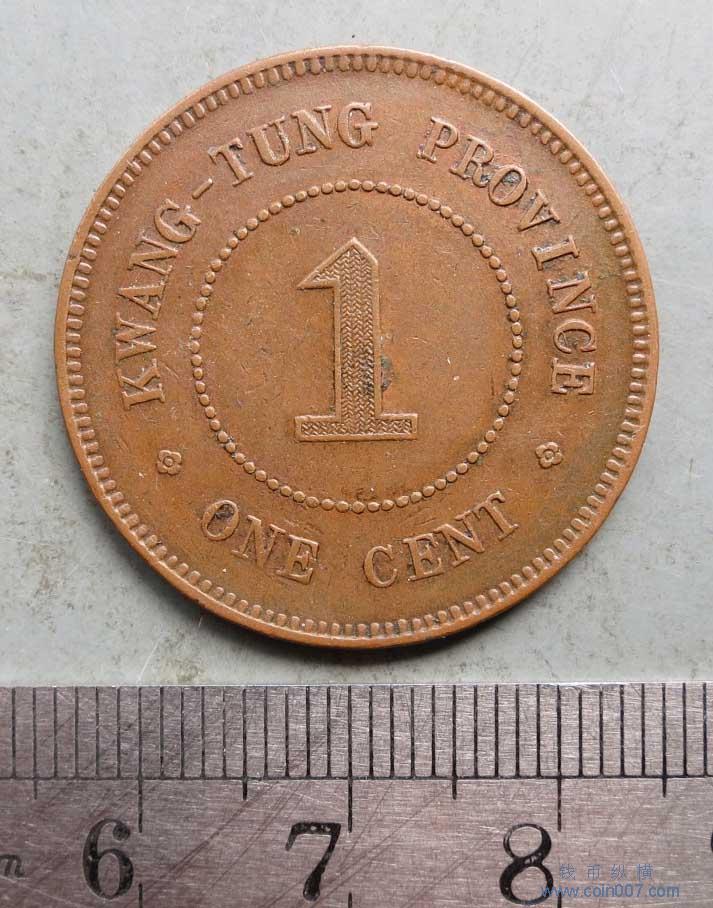 KWANG-TUNG PROVINCE
1
ONE CENT
6 7 8
钱币纵横
www.coin007.com